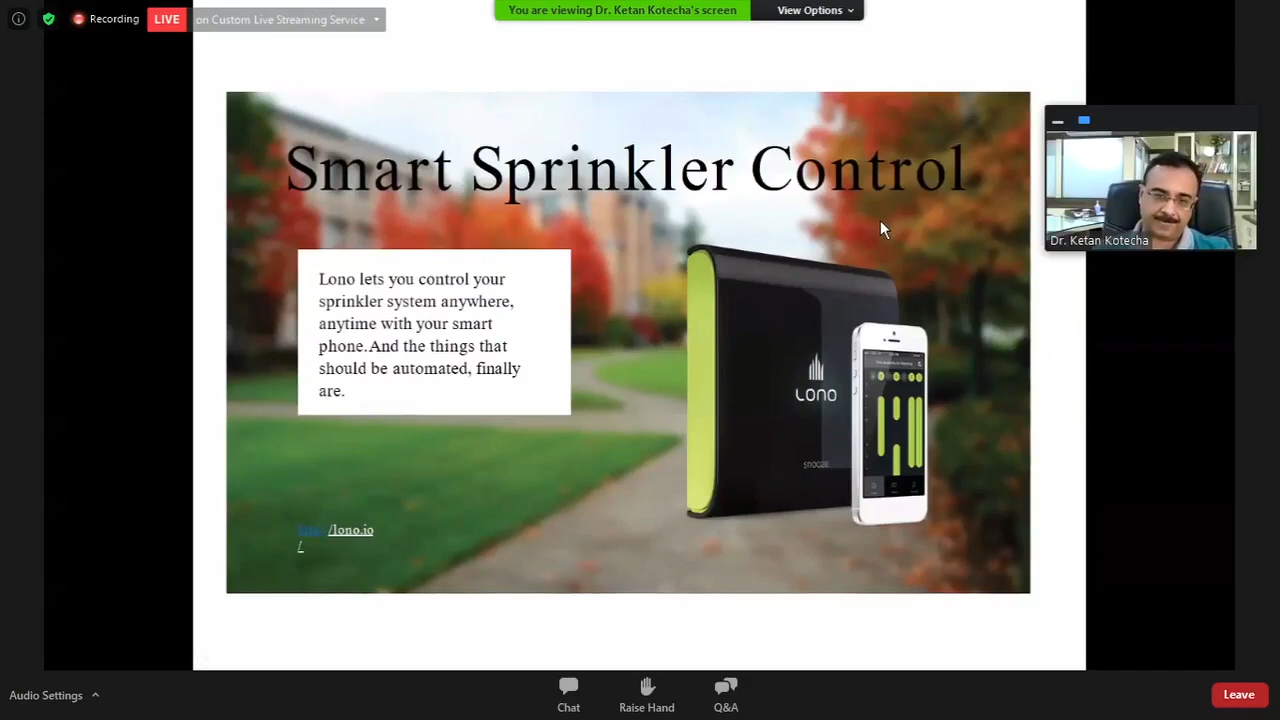 Recording
LIVE
on Custom Live Streaming Service
You are viewing Dr. Ketan Kotecha's screen
View Options
Smart Sprinkler Control
Lono lets you control your
sprinkler system anywhere,
anytime with your smart
phone.And the things that
should be automated, finally
are.
LONO
snooze
/lono.io
/
Dr. Ketan Kotecha
Audio Settings
Chat
Raise Hand
Q&A
Leave